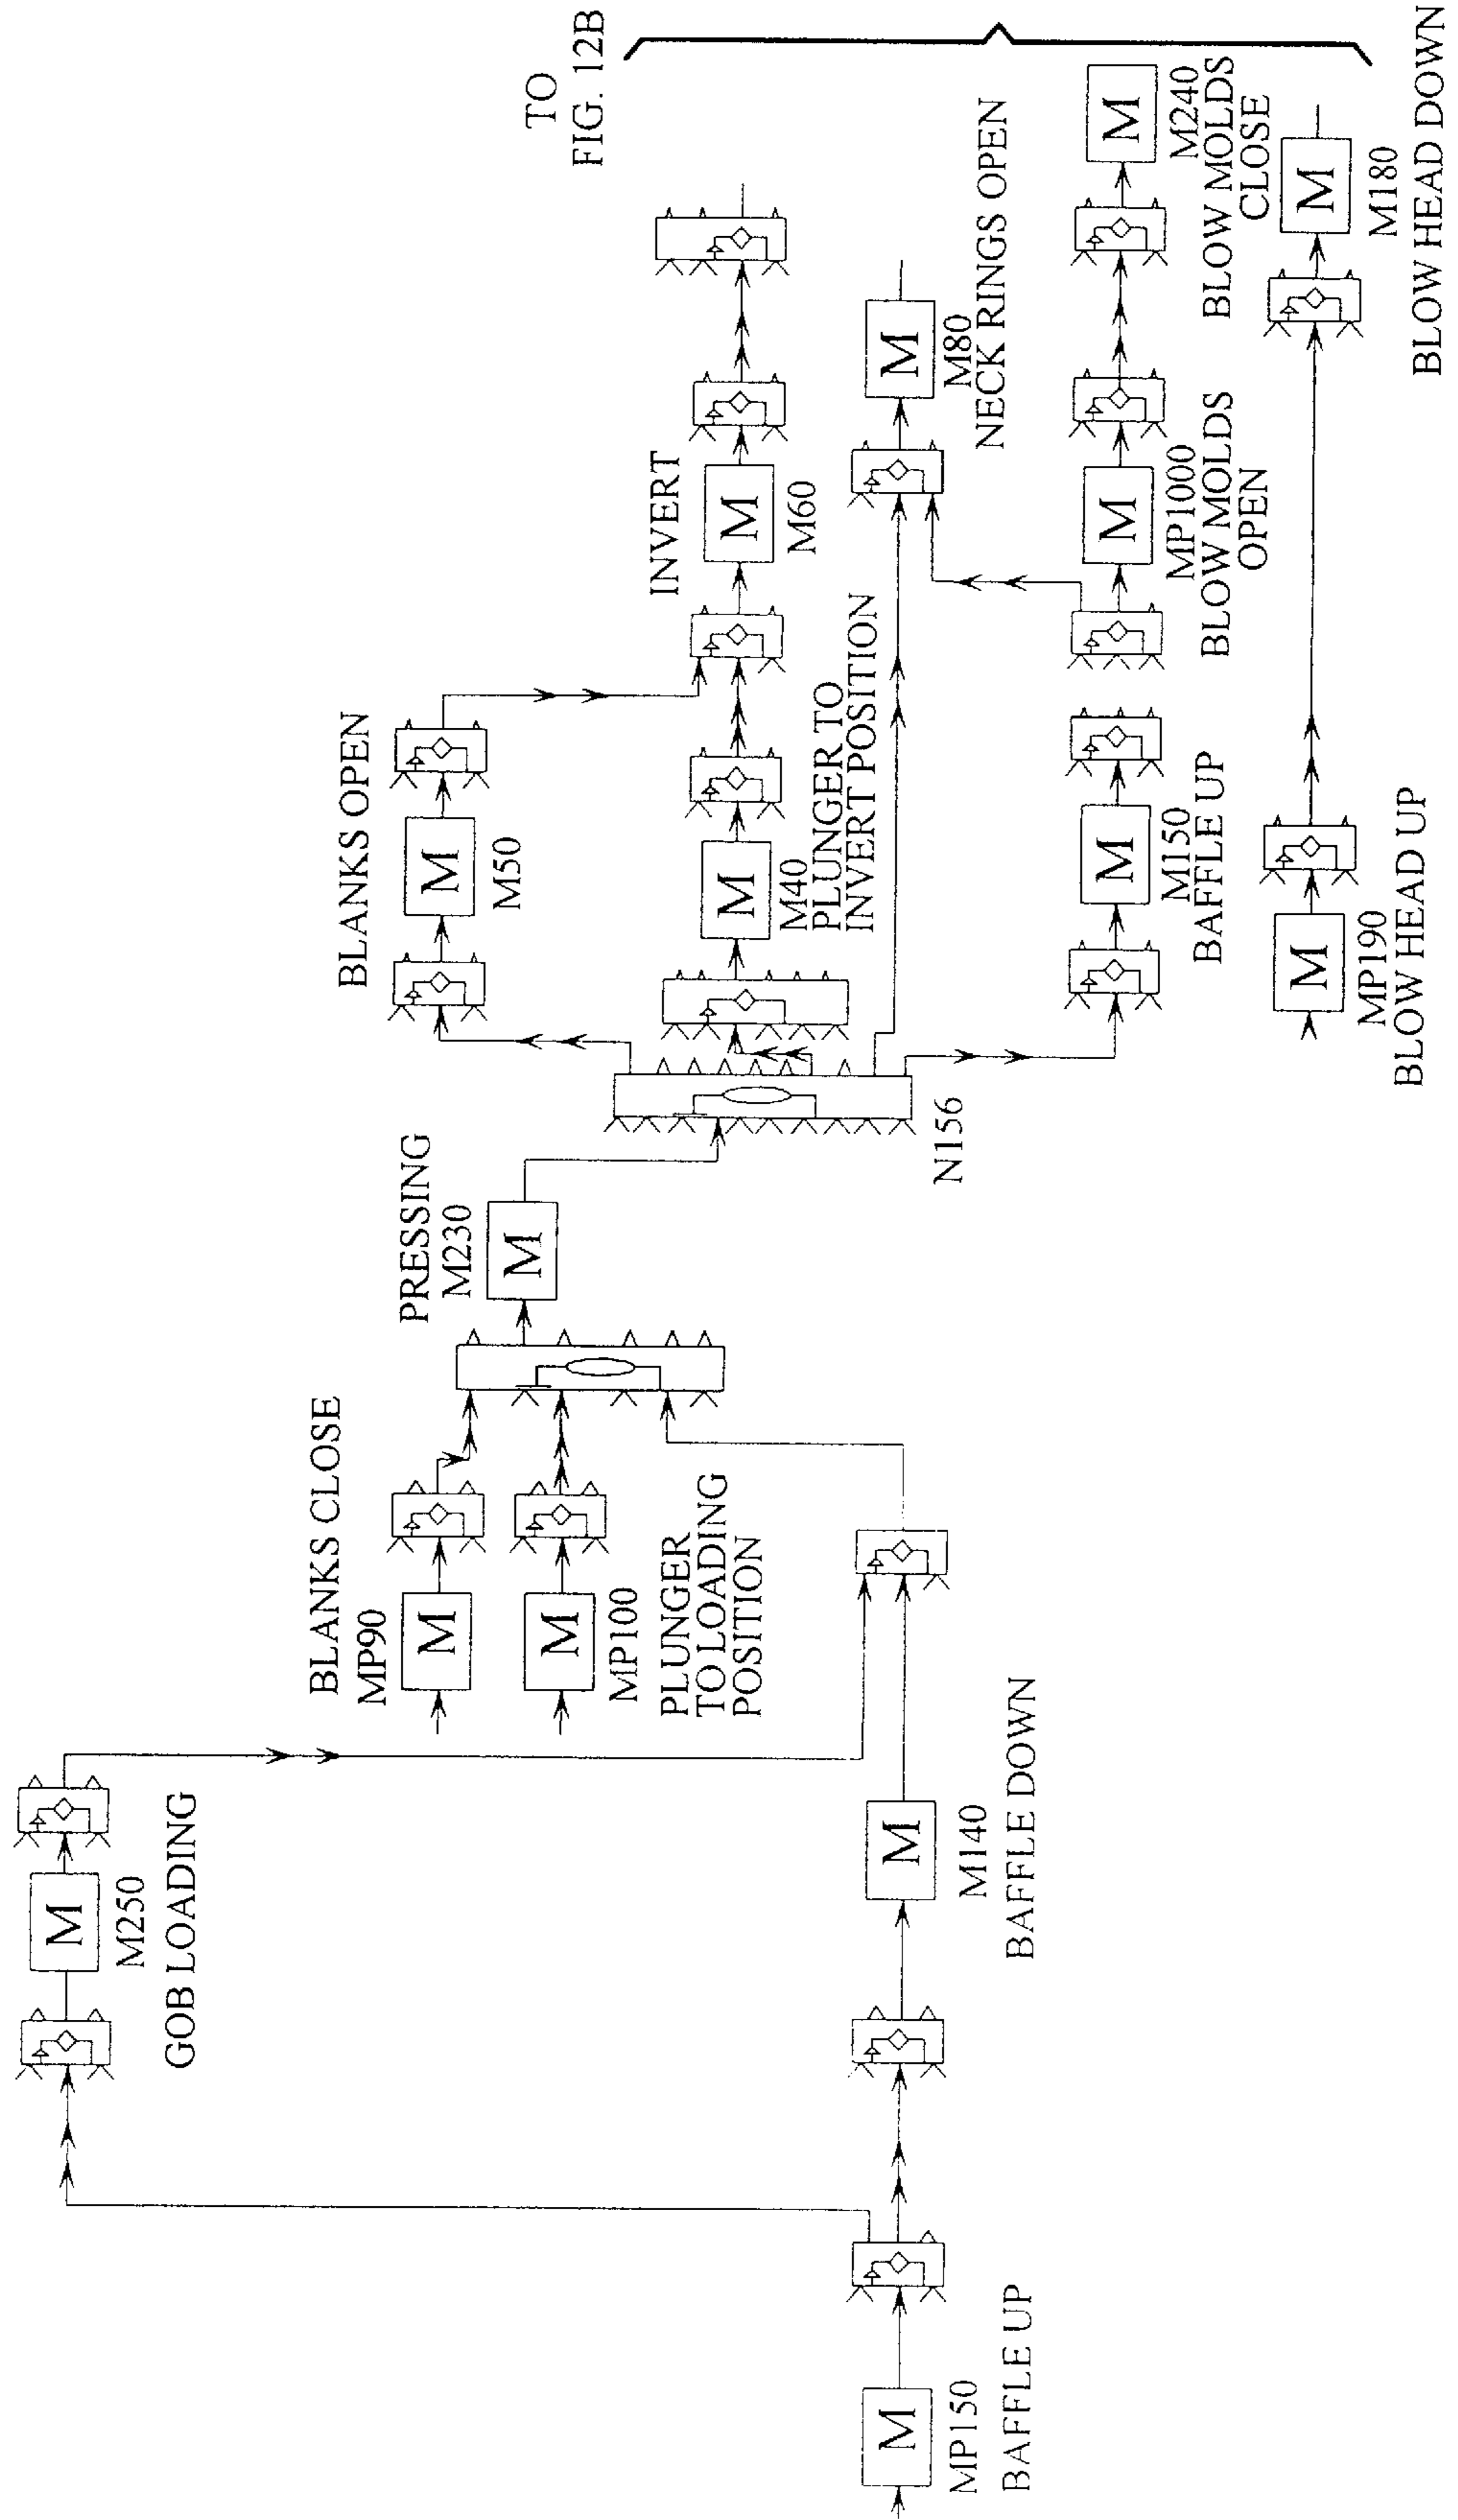 TO
FIG. 12B
M
M250
GOB LOADING
BLANKS CLOSE
MP90
M
M
MP100
PLUNGER
TO LOADING
POSITION
PRESSING
M230
M
BLANKS OPEN
M
M50
M
M40
PLUNGER TO
INVERT POSITION
INVERT
M
M60
M
M80
NECK RINGS OPEN
N156
M
MP150
BAFFLE UP
M
M140
BAFFLE DOWN
M
M150
BAFFLE UP
M
MP1000
BLOW MOLDS
OPEN
M
M240
BLOW MOLDS
CLOSE
M
MP190
BLOW HEAD UP
M
M180
BLOW HEAD DOWN